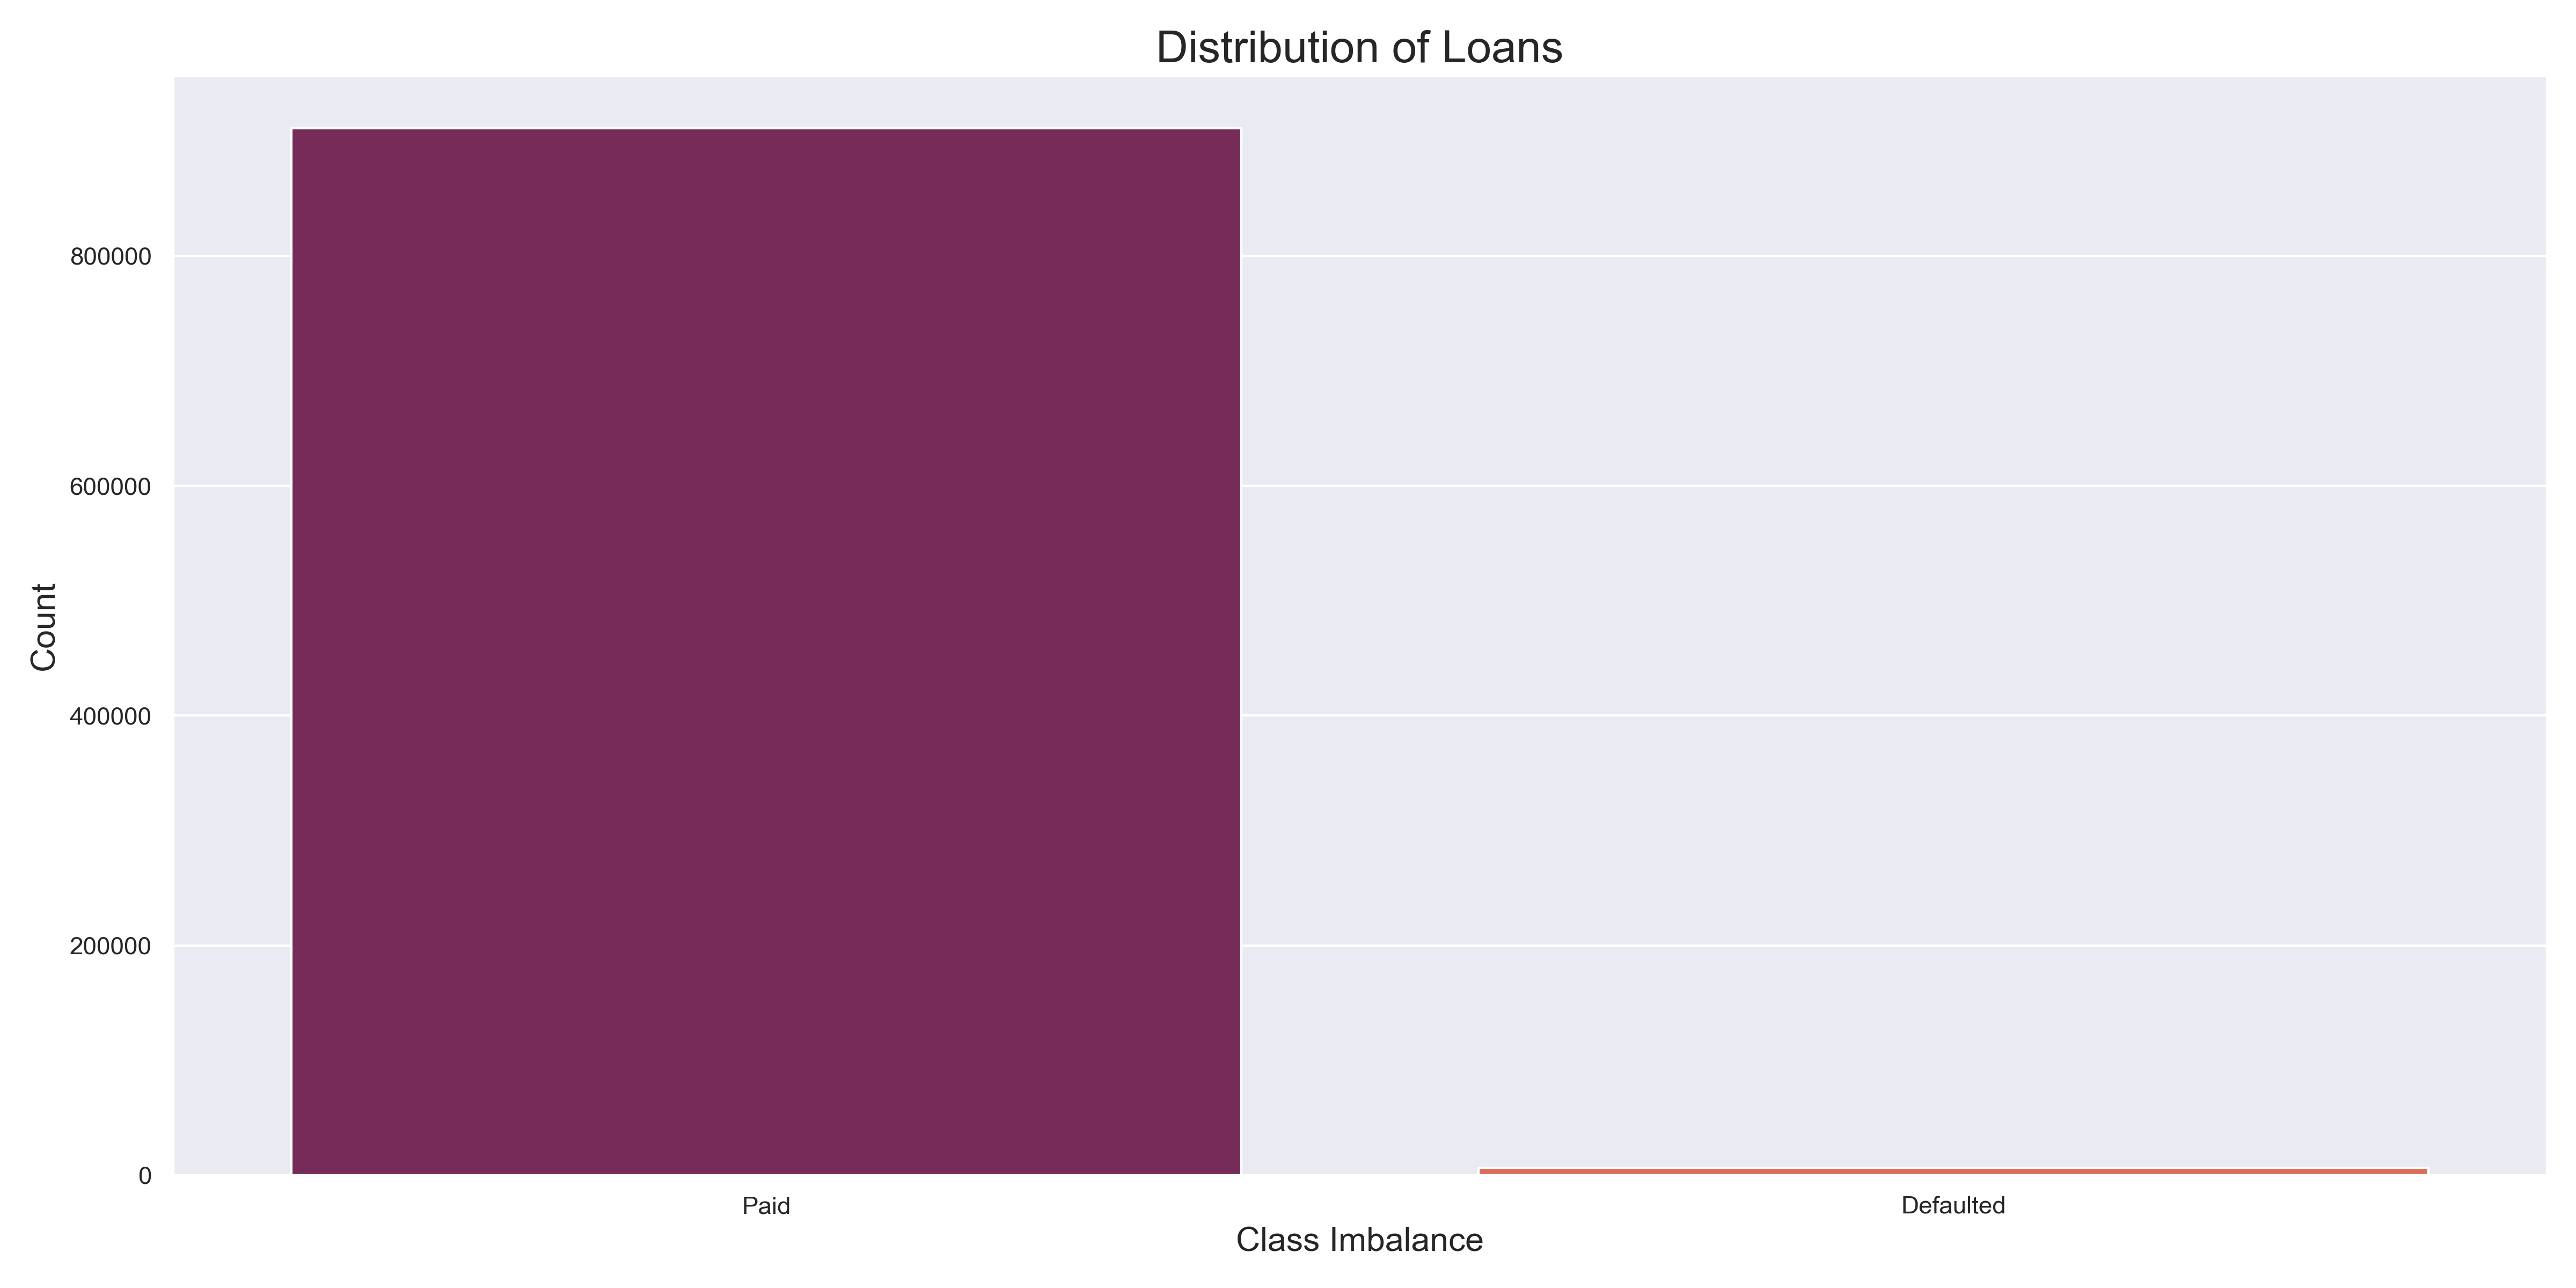 Distribution of Loans
Count
800000
600000
400000
200000
0
Paid
Defaulted
Class Imbalance